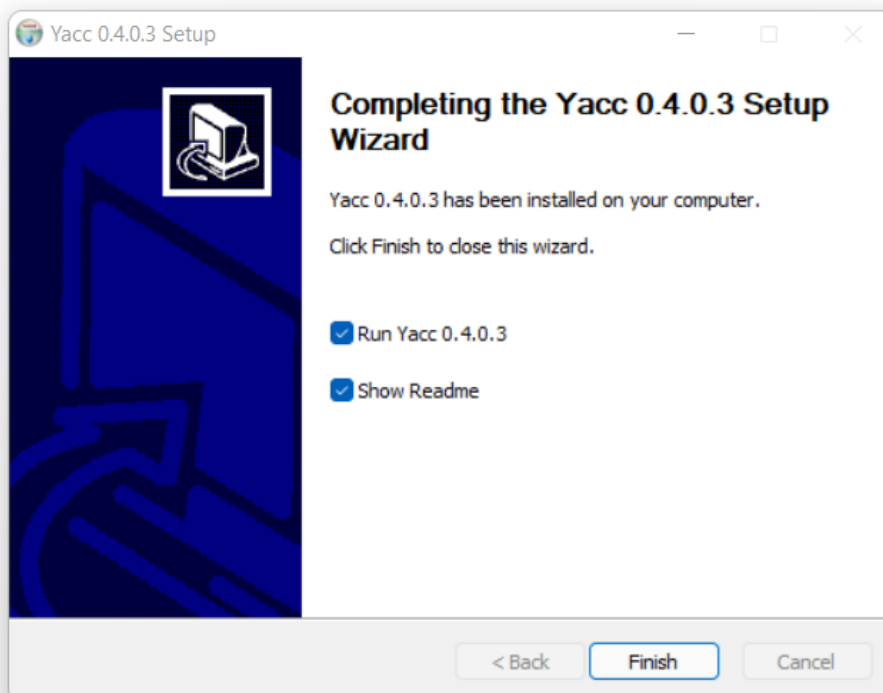 Yacc 0.4.0.3 Setup
Completing the Yacc 0.4.0.3 Setup
Wizard
Yacc 0.4.0.3 has been installed on your computer.
Click Finish to close this wizard.
Run Yacc 0.4.0.3
Show Readme
< Back Finish Cancel